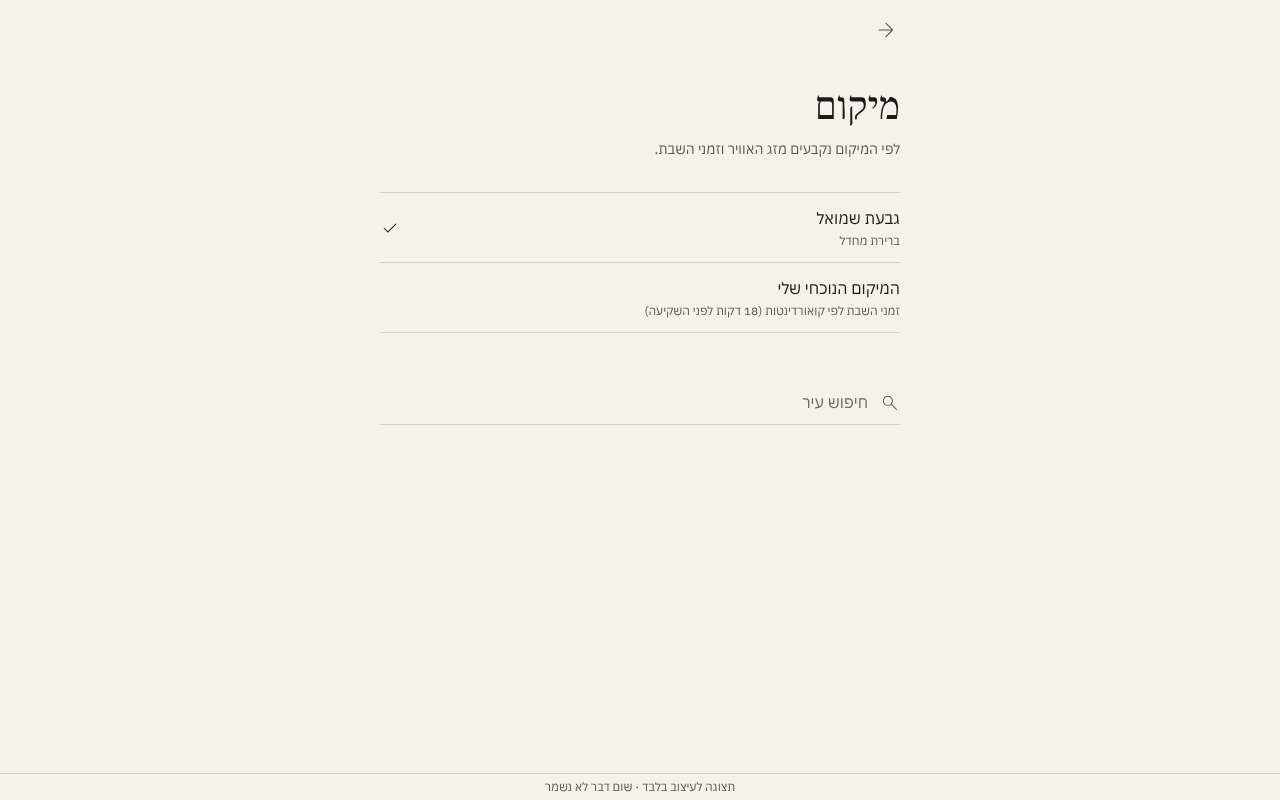 מיקום
לפי המיקום נקבעים מזג האוויר וזמני השבת.
גבעת שמואל
ברירת מחדל
המיקום הנוכחי שלי
זמני השבת לפי קואורדינטות (18 דקות לפני השקיעה)
חיפוש עיר
תצוגה לעיצוב בלבד · שום דבר לא נשמר